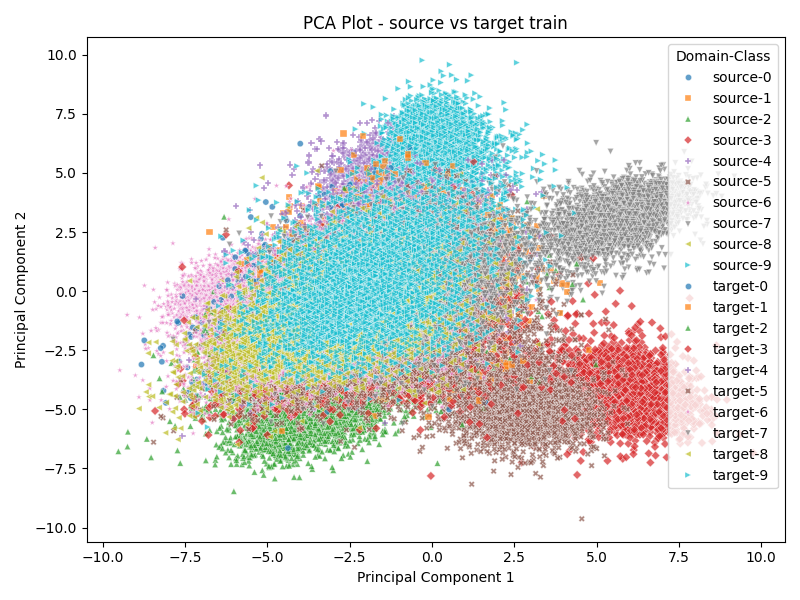 PCA Plot - source vs target train
Principal Component 2
10.0
7.5
5.0
2.5
0.0
−2.5
−5.0
−7.5
−10.0
Domain-Class
source-0
source-1
source-2
source-3
source-4
source-5
source-6
source-7
source-8
source-9
target-0
target-1
target-2
target-3
target-4
target-5
target-6
target-7
target-8
target-9
−10.0
−7.5
−5.0
−2.5
0.0
2.5
5.0
7.5
10.0
Principal Component 1